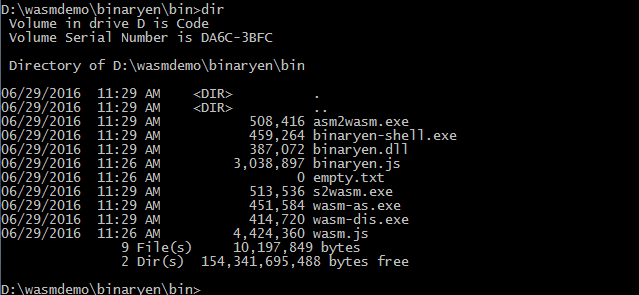 D:\wasmdemo\binaryen\bin>dir
 Volume in drive D is Code
 Volume Serial Number is DA6C-3BFC

 Directory of D:\wasmdemo\binaryen\bin

06/29/2016  11:29 AM    <DIR>          .
06/29/2016  11:29 AM    <DIR>          ..
06/29/2016  11:29 AM           508,416 asm2wasm.exe
06/29/2016  11:29 AM           459,264 binaryen-shell.exe
06/29/2016  11:29 AM           387,072 binaryen.dll
06/29/2016  11:26 AM         3,038,897 binaryen.js
06/29/2016  11:26 AM                 0 empty.txt
06/29/2016  11:29 AM           513,536 s2wasm.exe
06/29/2016  11:29 AM           451,584 wasm-as.exe
06/29/2016  11:29 AM           414,720 wasm-dis.exe
06/29/2016  11:26 AM         4,424,360 wasm.js
               9 File(s)     10,197,849 bytes
               2 Dir(s)  154,341,695,488 bytes free

D:\wasmdemo\binaryen\bin>